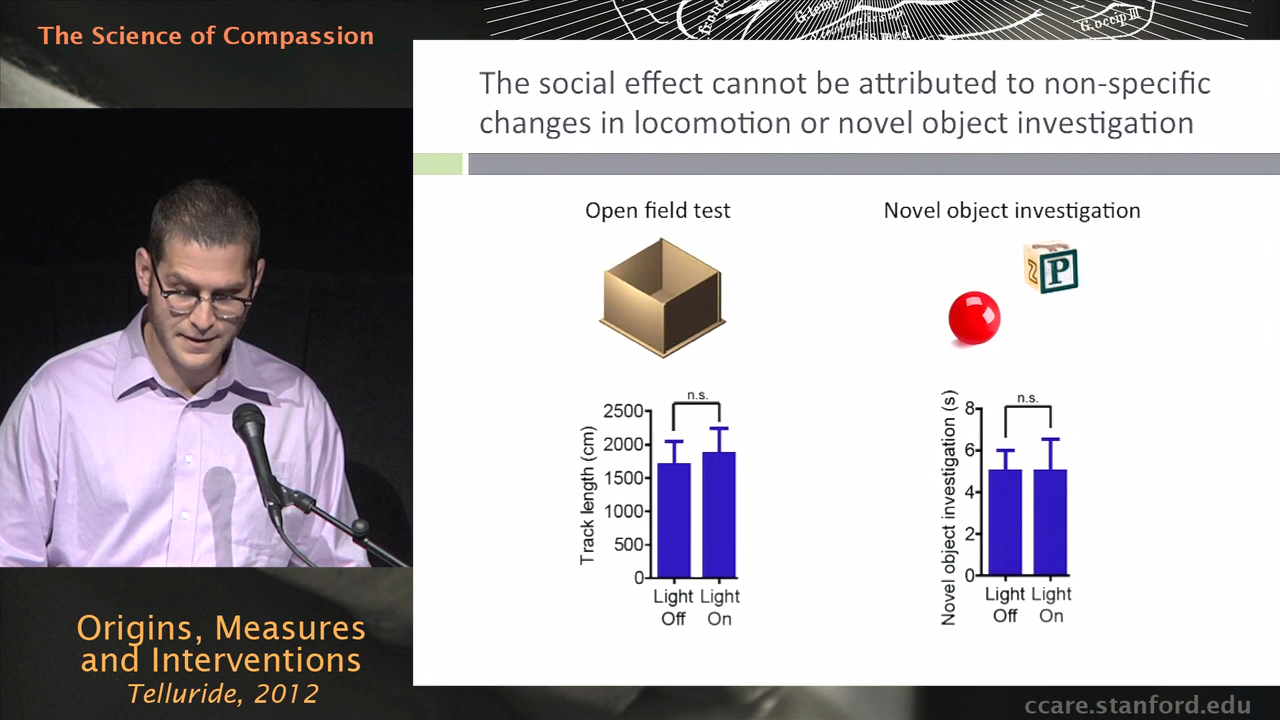 The Science of Compassion
G.occip III
The social effect cannot be attributed to non-specific
changes in locomotion or novel object investigation
Open field test
Novel object investigation
Z
P
n.s.
2500
2000
1500
1000
500
0
Track length (cm)
Light Light
Off On
n.s.
8
6
4
2
0
Novel object investigation (s)
Light Light
Off On
Origins, Measures
and Interventions
Telluride, 2012
ccare.stanford.edu